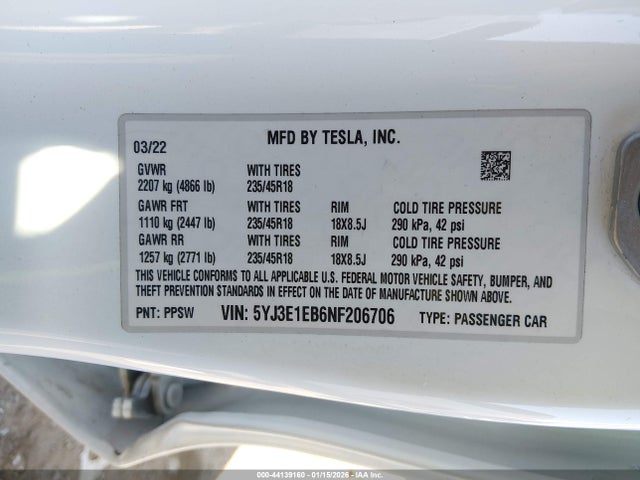 MFD BY TESLA, INC.
03/22
GVWR WITH TIRES
2207 kg (4866 lb) 235/45R18
GAWR FRT WITH TIRES RIM COLD TIRE PRESSURE
1110 kg (2447 lb) 235/45R18 18X8.5J 290 kPa, 42 psi
GAWR RR WITH TIRES RIM COLD TIRE PRESSURE
1257 kg (2771 lb) 235/45R18 18X8.5J 290 kPa, 42 psi
THIS VEHICLE CONFORMS TO ALL APPLICABLE U.S. FEDERAL MOTOR VEHICLE SAFETY, BUMPER, AND
THEFT PREVENTION STANDARDS IN EFFECT ON THE DATE OF MANUFACTURE SHOWN ABOVE.
PNT: PPSW VIN: 5YJ3E1EB6NF206706 TYPE: PASSENGER CAR
000-44139160 - 01/15/2026 - IAA Inc.